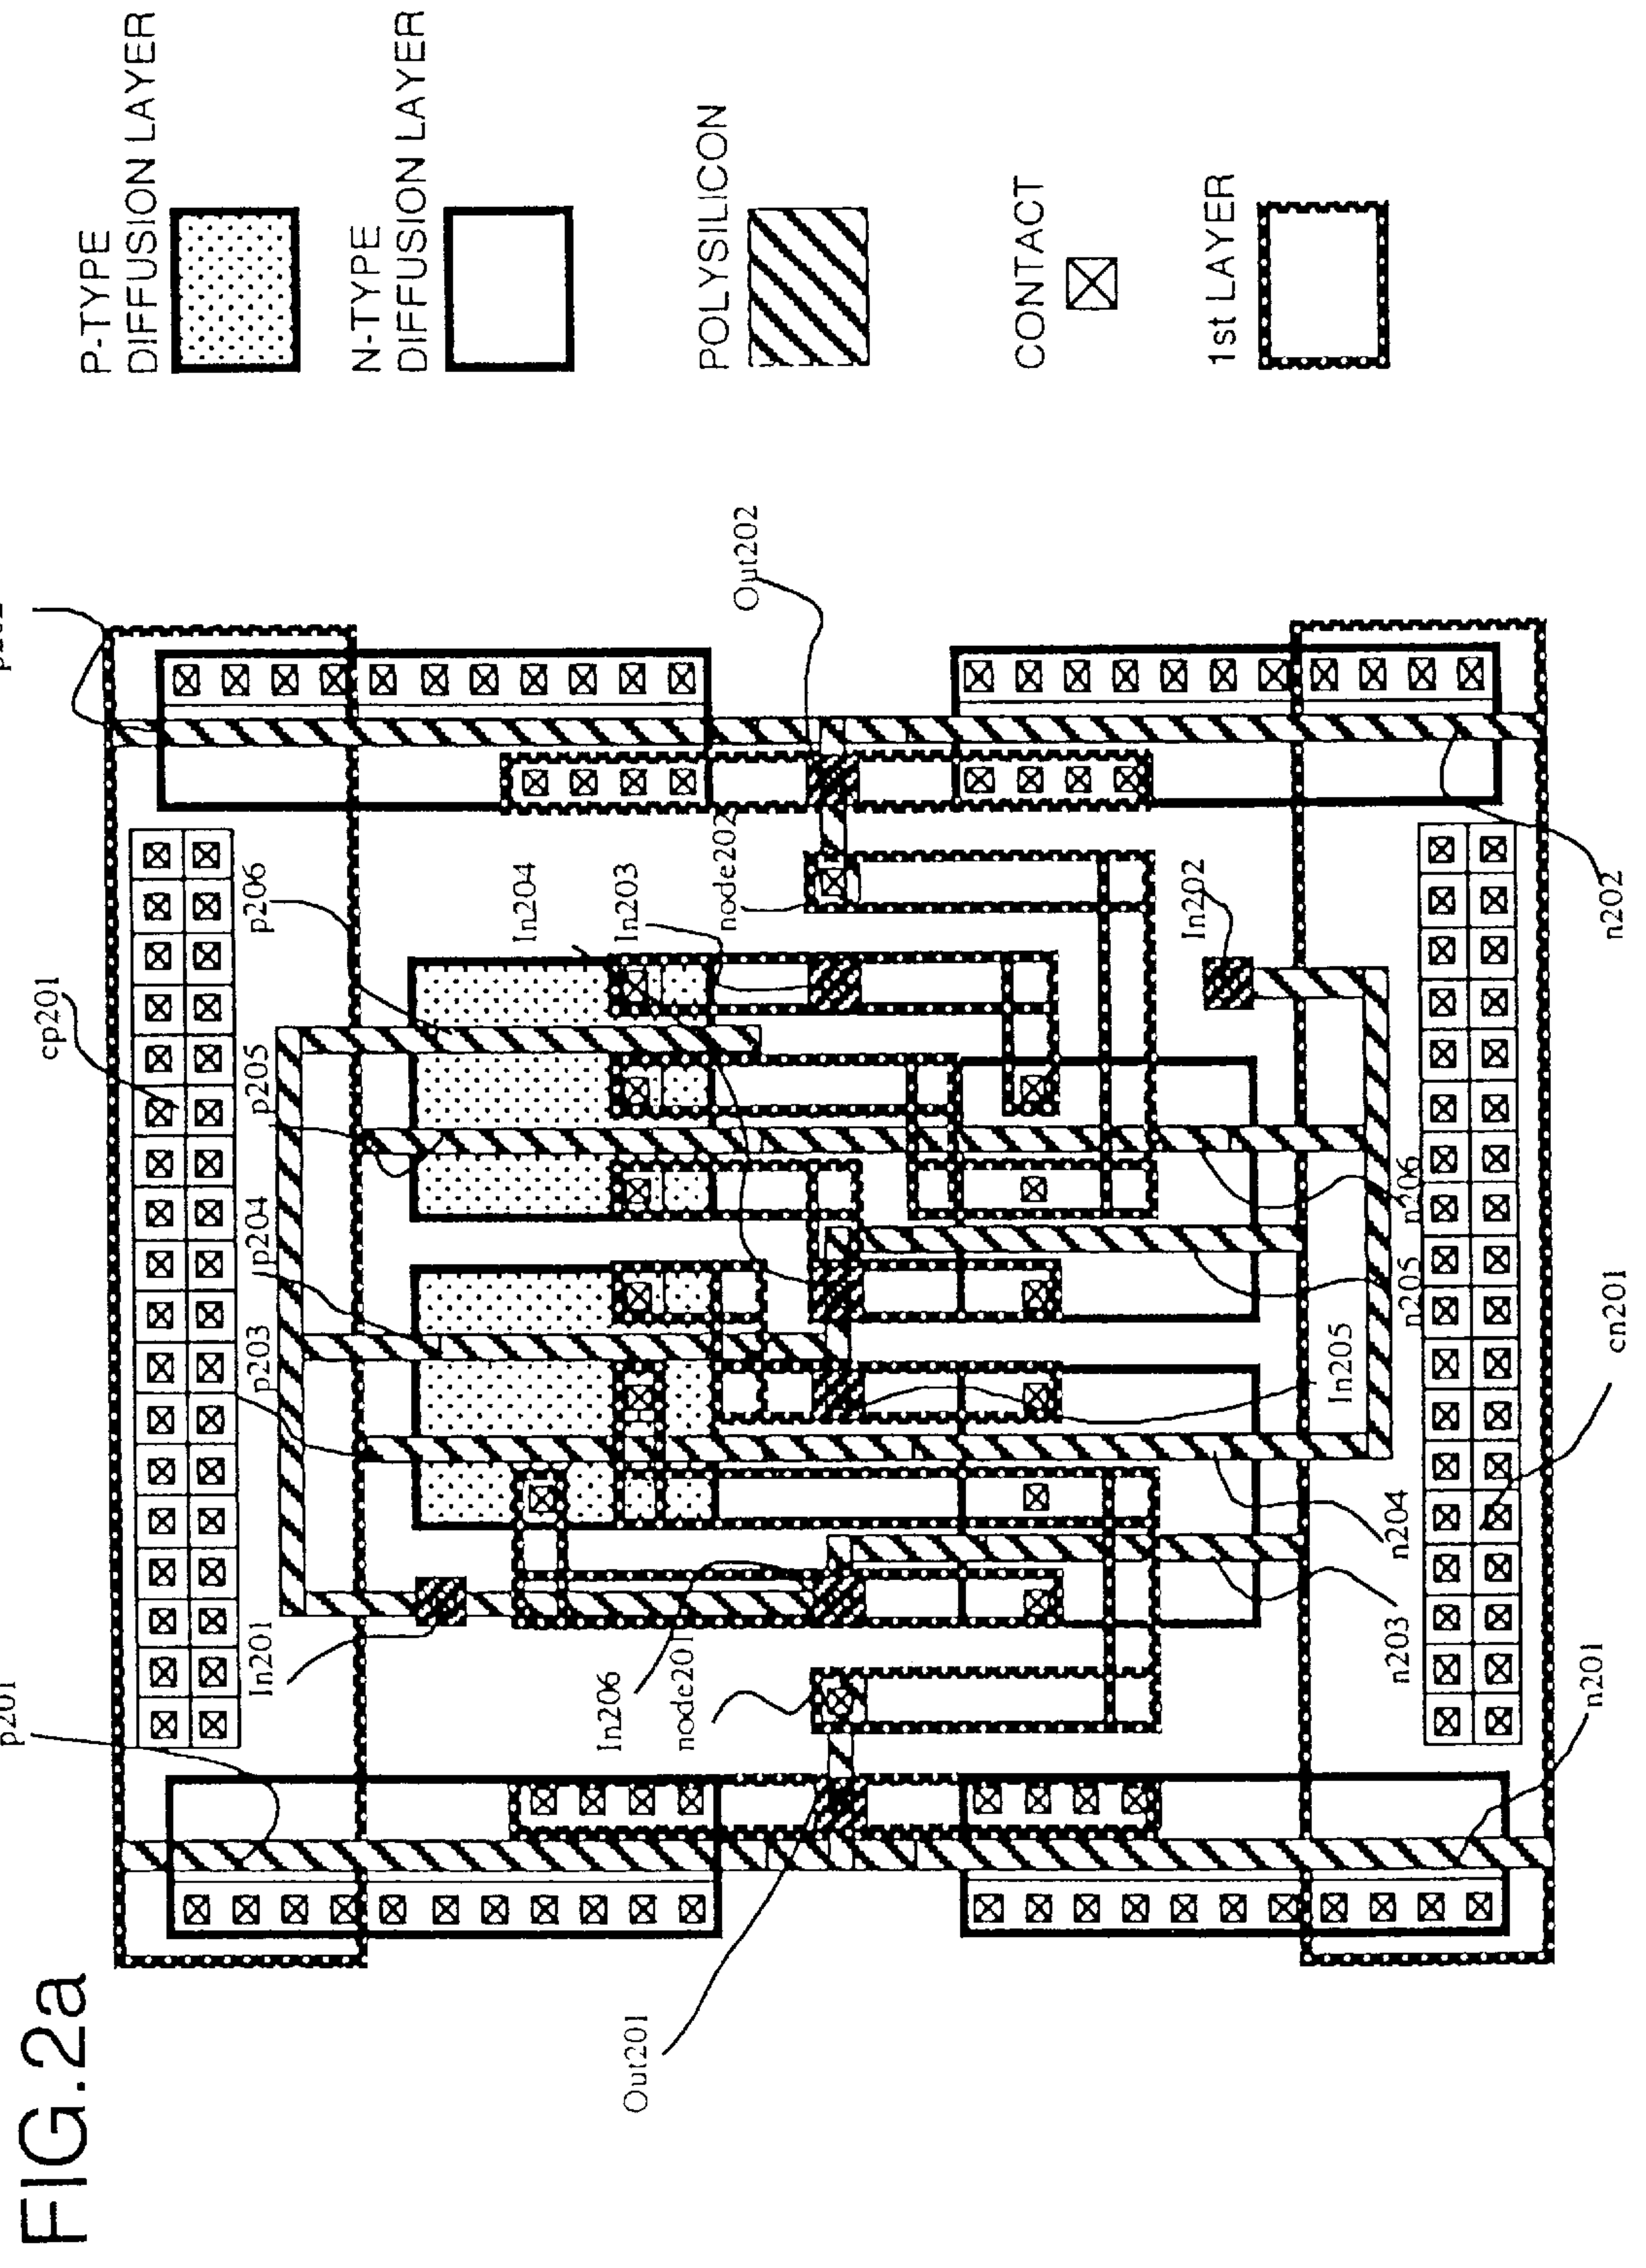 FIG.2a
P-TYPE
DIFFUSION LAYER
N-TYPE
DIFFUSION LAYER
POLYSILICON
CONTACT
1st LAYER
p201
cp201
p203
p204
p205
p206
In201
In204
In203
node202
Out202
In202
In206
node201
Out201
In205
n203
n204
n205
n206
n201
cn201
n202